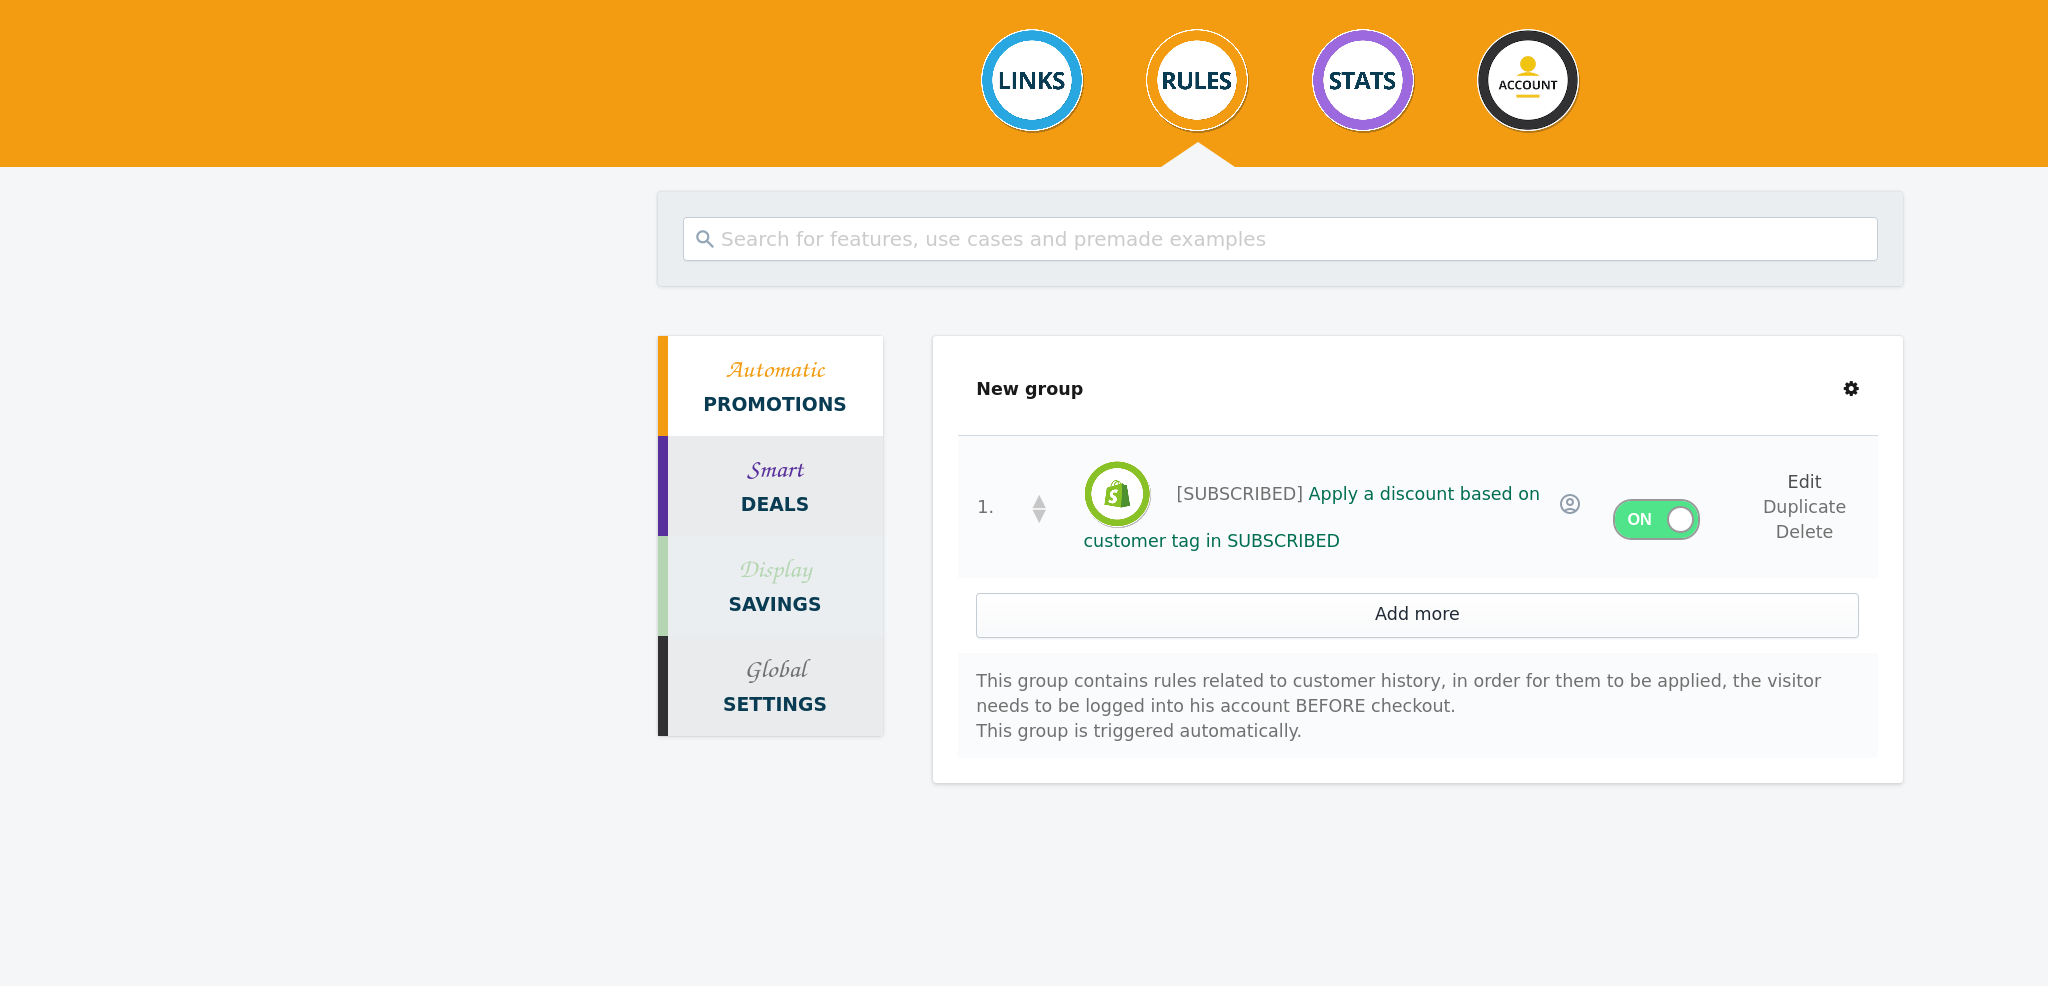 LINKS
RULES
STATS
ACCOUNT
Search for features, use cases and premade examples
Automatic
PROMOTIONS
Smart
DEALS
Display
SAVINGS
Global
SETTINGS
New group
1.
[SUBSCRIBED] Apply a discount based on
customer tag in SUBSCRIBED
ON
Edit
Duplicate
Delete
Add more
This group contains rules related to customer history, in order for them to be applied, the visitor
needs to be logged into his account BEFORE checkout.
This group is triggered automatically.